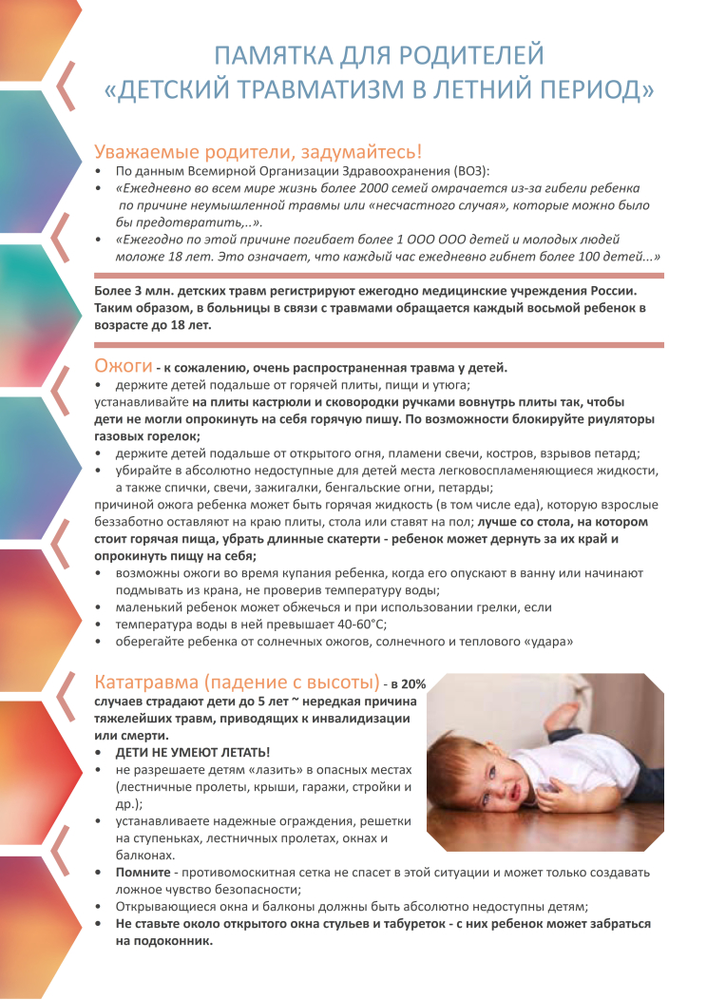 ПАМЯТКА ДЛЯ РОДИТЕЛЕЙ
«ДЕТСКИЙ ТРАВМАТИЗМ В ЛЕТНИЙ ПЕРИОД»
Уважаемые родители, задумайтесь!
• По данным Всемирной Организации Здравоохранения (ВОЗ):
• «Ежедневно во всем мире жизнь более 2000 семей омрачается из-за гибели ребенка
по причине неумышленной травмы или «несчастного случая», которые можно было
бы предотвратить,..».
• «Ежегодно по этой причине погибает более 1 ООО ООО детей и молодых людей
моложе 18 лет. Это означает, что каждый час ежедневно гибнет более 100 детей...»
Более 3 млн. детских травм регистрируют ежегодно медицинские учреждения России.
Таким образом, в больницы в связи с травмами обращается каждый восьмой ребенок в
возрасте до 18 лет.
Ожоги - к сожалению, очень распространенная травма у детей.
• держите детей подальше от горячей плиты, пищи и утюга;
устанавливайте на плиты кастрюли и сковородки ручками вовнутрь плиты так, чтобы
дети не могли опрокинуть на себя горячую пишу. По возможности блокируйте риуляторы
газовых горелок;
• держите детей подальше от открытого огня, пламени свечи, костров, взрывов петард;
• убирайте в абсолютно недоступные для детей места легковоспламеняющиеся жидкости,
а также спички, свечи, зажигалки, бенгальские огни, петарды;
причиной ожога ребенка может быть горячая жидкость (в том числе еда), которую взрослые
беззаботно оставляют на краю плиты, стола или ставят на пол; лучше со стола, на котором
стоит горячая пища, убрать длинные скатерти - ребенок может дернуть за их край и
опрокинуть пищу на себя;
• возможны ожоги во время купания ребенка, когда его опускают в ванну или начинают
подмывать из крана, не проверив температуру воды;
• маленький ребенок может обжечься и при использовании грелки, если
• температура воды в ней превышает 40-60°С;
• оберегайте ребенка от солнечных ожогов, солнечного и теплового «удара»
Кататравма (падение с высоты) - в 20%
случаев страдают дети до 5 лет ~ нередкая причина
тяжелейших травм, приводящих к инвалидизации
или смерти.
• ДЕТИ НЕ УМЕЮТ ЛЕТАТЬ!
• не разрешаете детям «лазить» в опасных местах
(лестничные пролеты, крыши, гаражи, стройки и
др.);
• устанавливаете надежные ограждения, решетки
на ступеньках, лестничных пролетах, окнах и
балконах.
• Помните - противомоскитная сетка не спасет в этой ситуации и может только создавать
ложное чувство безопасности;
• Открывающиеся окна и балконы должны быть абсолютно недоступны детям;
• Не ставьте около открытого окна стульев и табуреток - с них ребенок может забраться
на подоконник.